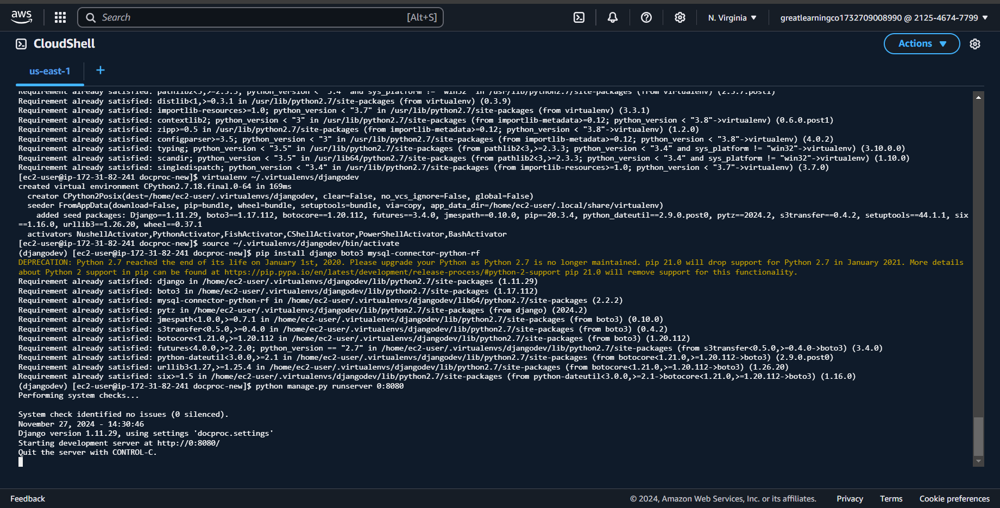 aws
Search
[Alt+S]
N. Virginia
greatlearningco1732709008990 @ 2125-4674-7799
CloudShell
Actions
us-east-1
+
Requirement already satisfied: pathlib2<3,>=2.3.3; python_version < "3.4" and sys_platform != "win32" in /usr/lib/python2.7/site-packages (from virtualenv) (2.3.7.post1)
Requirement already satisfied: distlib<1,>=0.3.1 in /usr/lib/python2.7/site-packages (from virtualenv) (0.3.9)
Requirement already satisfied: importlib-resources>=1.0; python_version < "3.7" in /usr/lib/python2.7/site-packages (from virtualenv) (3.3.1)
Requirement already satisfied: contextlib2; python_version < "3" in /usr/lib/python2.7/site-packages (from importlib-metadata>=0.12; python_version < "3.8"->virtualenv) (0.6.0.post1)
Requirement already satisfied: zipp>=0.5 in /usr/lib/python2.7/site-packages (from importlib-metadata>=0.12; python_version < "3.8"->virtualenv) (1.2.0)
Requirement already satisfied: configparser>=3.5; python_version < "3" in /usr/lib/python2.7/site-packages (from importlib-metadata>=0.12; python_version < "3.8"->virtualenv) (4.0.2)
Requirement already satisfied: typing; python_version < "3.5" in /usr/lib/python2.7/site-packages (from pathlib2<3,>=2.3.3; python_version < "3.4" and sys_platform != "win32"->virtualenv) (3.10.0.0)
Requirement already satisfied: scandir; python_version < "3.5" in /usr/lib64/python2.7/site-packages (from pathlib2<3,>=2.3.3; python_version < "3.4" and sys_platform != "win32"->virtualenv) (1.10.0)
Requirement already satisfied: singledispatch; python_version < "3.4" in /usr/lib/python2.7/site-packages (from importlib-resources>=1.0; python_version < "3.7"->virtualenv) (3.7.0)
[ec2-user@ip-172-31-82-241 docproc-new]$ virtualenv ~/.virtualenvs/djangodev
created virtual environment CPython2.7.18.final.0-64 in 169ms
creator CPython2Posix(dest=/home/ec2-user/.virtualenvs/djangodev, clear=False, no_vcs_ignore=False, global=False)
seeder FromAppData(download=False, pip=bundle, wheel=bundle, setuptools=bundle, via=copy, app_data_dir=/home/ec2-user/.local/share/virtualenv)
added seed packages: Django==1.11.29, boto3==1.17.112, botocore==1.20.112, futures==3.4.0, jmespath==0.10.0, pip==20.3.4, python_dateutil==2.9.0.post0, pytz==2024.2, s3transfer==0.4.2, setuptools==44.1.1, six
==1.16.0, urllib3==1.26.20, wheel==0.37.1
activators NushellActivator,PythonActivator,FishActivator,CShellActivator,PowerShellActivator,BashActivator
[ec2-user@ip-172-31-82-241 docproc-new]$ source ~/.virtualenvs/djangodev/bin/activate
(djangodev) [ec2-user@ip-172-31-82-241 docproc-new]$ pip install django boto3 mysql-connector-python-rf
DEPRECATION: Python 2.7 reached the end of its life on January 1st, 2020. Please upgrade your Python as Python 2.7 is no longer maintained. pip 21.0 will drop support for Python 2.7 in January 2021. More details
about Python 2 support in pip can be found at https://pip.pypa.io/en/latest/development/release-process/#python-2-support pip 21.0 will remove support for this functionality.
Requirement already satisfied: django in /home/ec2-user/.virtualenvs/djangodev/lib/python2.7/site-packages (1.11.29)
Requirement already satisfied: boto3 in /home/ec2-user/.virtualenvs/djangodev/lib/python2.7/site-packages (1.17.112)
Requirement already satisfied: mysql-connector-python-rf in /home/ec2-user/.virtualenvs/djangodev/lib64/python2.7/site-packages (2.2.2)
Requirement already satisfied: pytz in /home/ec2-user/.virtualenvs/djangodev/lib/python2.7/site-packages (from django) (2024.2)
Requirement already satisfied: jmespath<1.0.0,>=0.7.1 in /home/ec2-user/.virtualenvs/djangodev/lib/python2.7/site-packages (from boto3) (0.10.0)
Requirement already satisfied: s3transfer<0.5.0,>=0.4.0 in /home/ec2-user/.virtualenvs/djangodev/lib/python2.7/site-packages (from boto3) (0.4.2)
Requirement already satisfied: botocore<1.21.0,>=1.20.112 in /home/ec2-user/.virtualenvs/djangodev/lib/python2.7/site-packages (from boto3) (1.20.112)
Requirement already satisfied: futures<4.0.0,>=2.2.0; python_version == "2.7" in /home/ec2-user/.virtualenvs/djangodev/lib/python2.7/site-packages (from s3transfer<0.5.0,>=0.4.0->boto3) (3.4.0)
Requirement already satisfied: python-dateutil<3.0.0,>=2.1 in /home/ec2-user/.virtualenvs/djangodev/lib/python2.7/site-packages (from botocore<1.21.0,>=1.20.112->boto3) (2.9.0.post0)
Requirement already satisfied: urllib3<1.27,>=1.25.4 in /home/ec2-user/.virtualenvs/djangodev/lib/python2.7/site-packages (from botocore<1.21.0,>=1.20.112->boto3) (1.26.20)
Requirement already satisfied: six>=1.5 in /home/ec2-user/.virtualenvs/djangodev/lib/python2.7/site-packages (from python-dateutil<3.0.0,>=2.1->botocore<1.21.0,>=1.20.112->boto3) (1.16.0)
(djangodev) [ec2-user@ip-172-31-82-241 docproc-new]$ python manage.py runserver 0:8080
Performing system checks...
System check identified no issues (0 silenced).
November 27, 2024 - 14:30:46
Django version 1.11.29, using settings 'docproc.settings'
Starting development server at http://0:8080/
Quit the server with CONTROL-C.
Feedback
© 2024, Amazon Web Services, Inc. or its affiliates.
Privacy
Terms
Cookie preferences